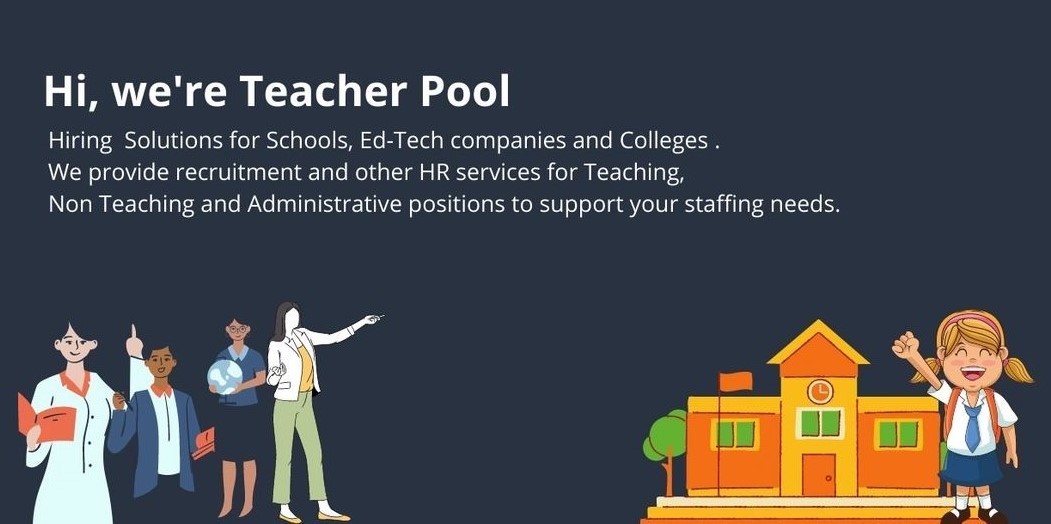 Hi, we're Teacher Pool
Hiring  Solutions for Schools, Ed-Tech companies and Colleges .
We provide recruitment and other HR services for Teaching,
Non Teaching and Administrative positions to support your staffing needs.